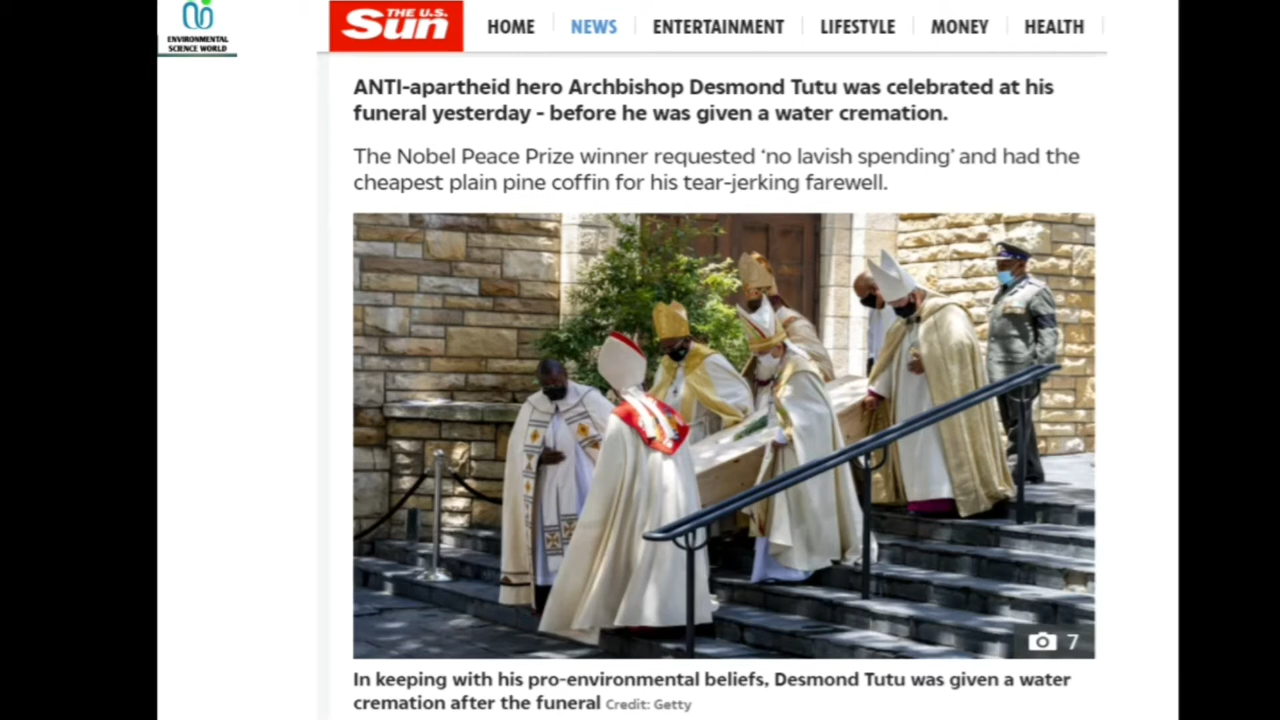 ENVIRONMENTAL
SCIENCE WORLD
THE U.S.
Sun
HOME
NEWS
ENTERTAINMENT
LIFESTYLE
MONEY
HEALTH
ANTI-apartheid hero Archbishop Desmond Tutu was celebrated at his
funeral yesterday - before he was given a water cremation.
The Nobel Peace Prize winner requested ‘no lavish spending’ and had the
cheapest plain pine coffin for his tear-jerking farewell.
7
In keeping with his pro-environmental beliefs, Desmond Tutu was given a water
cremation after the funeral Credit: Getty